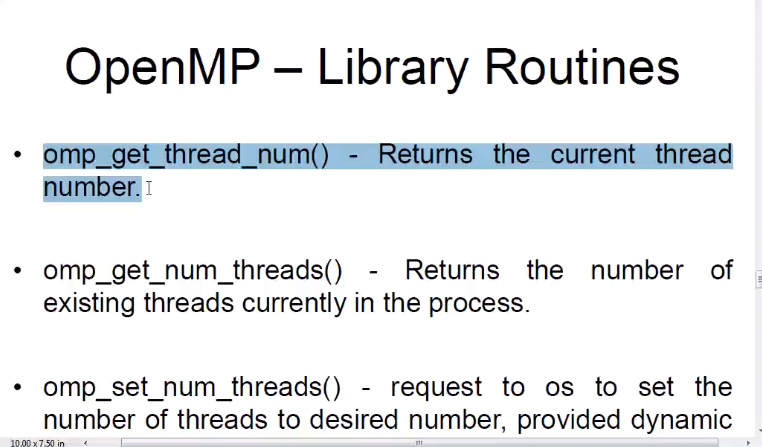 OpenMP – Library Routines
• omp_get_thread_num() - Returns the current thread
number.
• omp_get_num_threads() - Returns the number of
existing threads currently in the process.
• omp_set_num_threads() - request to os to set the
number of threads to desired number, provided dynamic
10.00 x 7.50 in